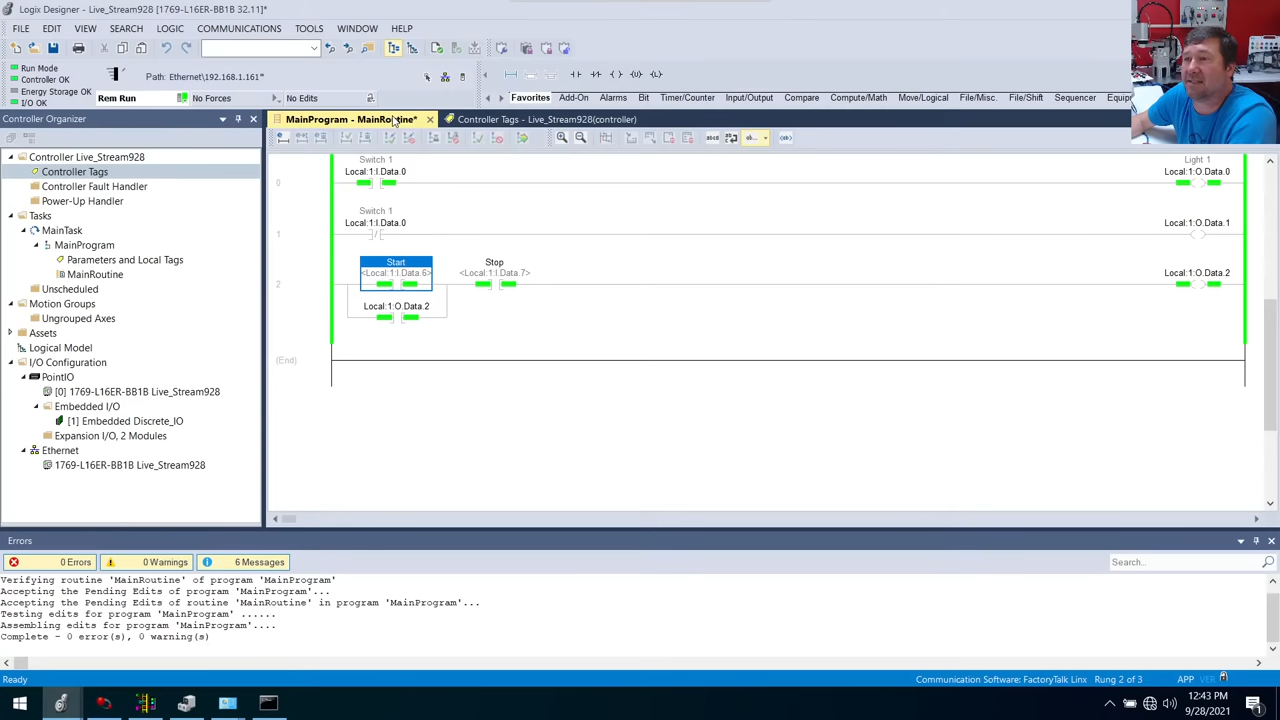 Logix Designer - Live_Stream928 [1769-L16ER-BB1B 32.11]*
FILE EDIT VIEW SEARCH LOGIC COMMUNICATIONS TOOLS WINDOW HELP
Run Mode
Controller OK
Energy Storage OK
I/O OK
Path: Ethernet\192.168.1.161*
Rem Run
No Forces
No Edits
Favorites Add-On Alarms Bit Timer/Counter Input/Output Compare Compute/Math Move/Logical File/Misc. File/Shift Sequencer Equipment
Controller Organizer
MainProgram - MainRoutine*
Controller Tags - Live_Stream928(controller)
Controller Live_Stream928
Controller Tags
Controller Fault Handler
Power-Up Handler
Tasks
MainTask
MainProgram
Parameters and Local Tags
MainRoutine
Unscheduled
Motion Groups
Ungrouped Axes
Assets
Logical Model
I/O Configuration
PointIO
[0] 1769-L16ER-BB1B Live_Stream928
Embedded I/O
[1] Embedded Discrete_IO
Expansion I/O, 2 Modules
Ethernet
1769-L16ER-BB1B Live_Stream928
Switch 1
Light 1
Local:1:I.Data.0
Local:1:O.Data.0
0
Switch 1
Local:1:I.Data.0
Local:1:O.Data.1
1
Start
Stop
<Local:1:I.Data.6>
<Local:1:I.Data.7>
Local:1:O.Data.2
2
Local:1:O.Data.2
(End)
Errors
0 Errors
0 Warnings
6 Messages
Search...
Verifying routine 'MainRoutine' of program 'MainProgram'
Accepting the Pending Edits of program 'MainProgram'...
Accepting the Pending Edits of routine 'MainRoutine' in program 'MainProgram'...
Testing edits for program 'MainProgram' ......
Assembling edits for program 'MainProgram'....
Complete - 0 error(s), 0 warning(s)
Ready
Communication Software: FactoryTalk Linx
Rung 2 of 3
APP
VER
12:43 PM
9/28/2021
1